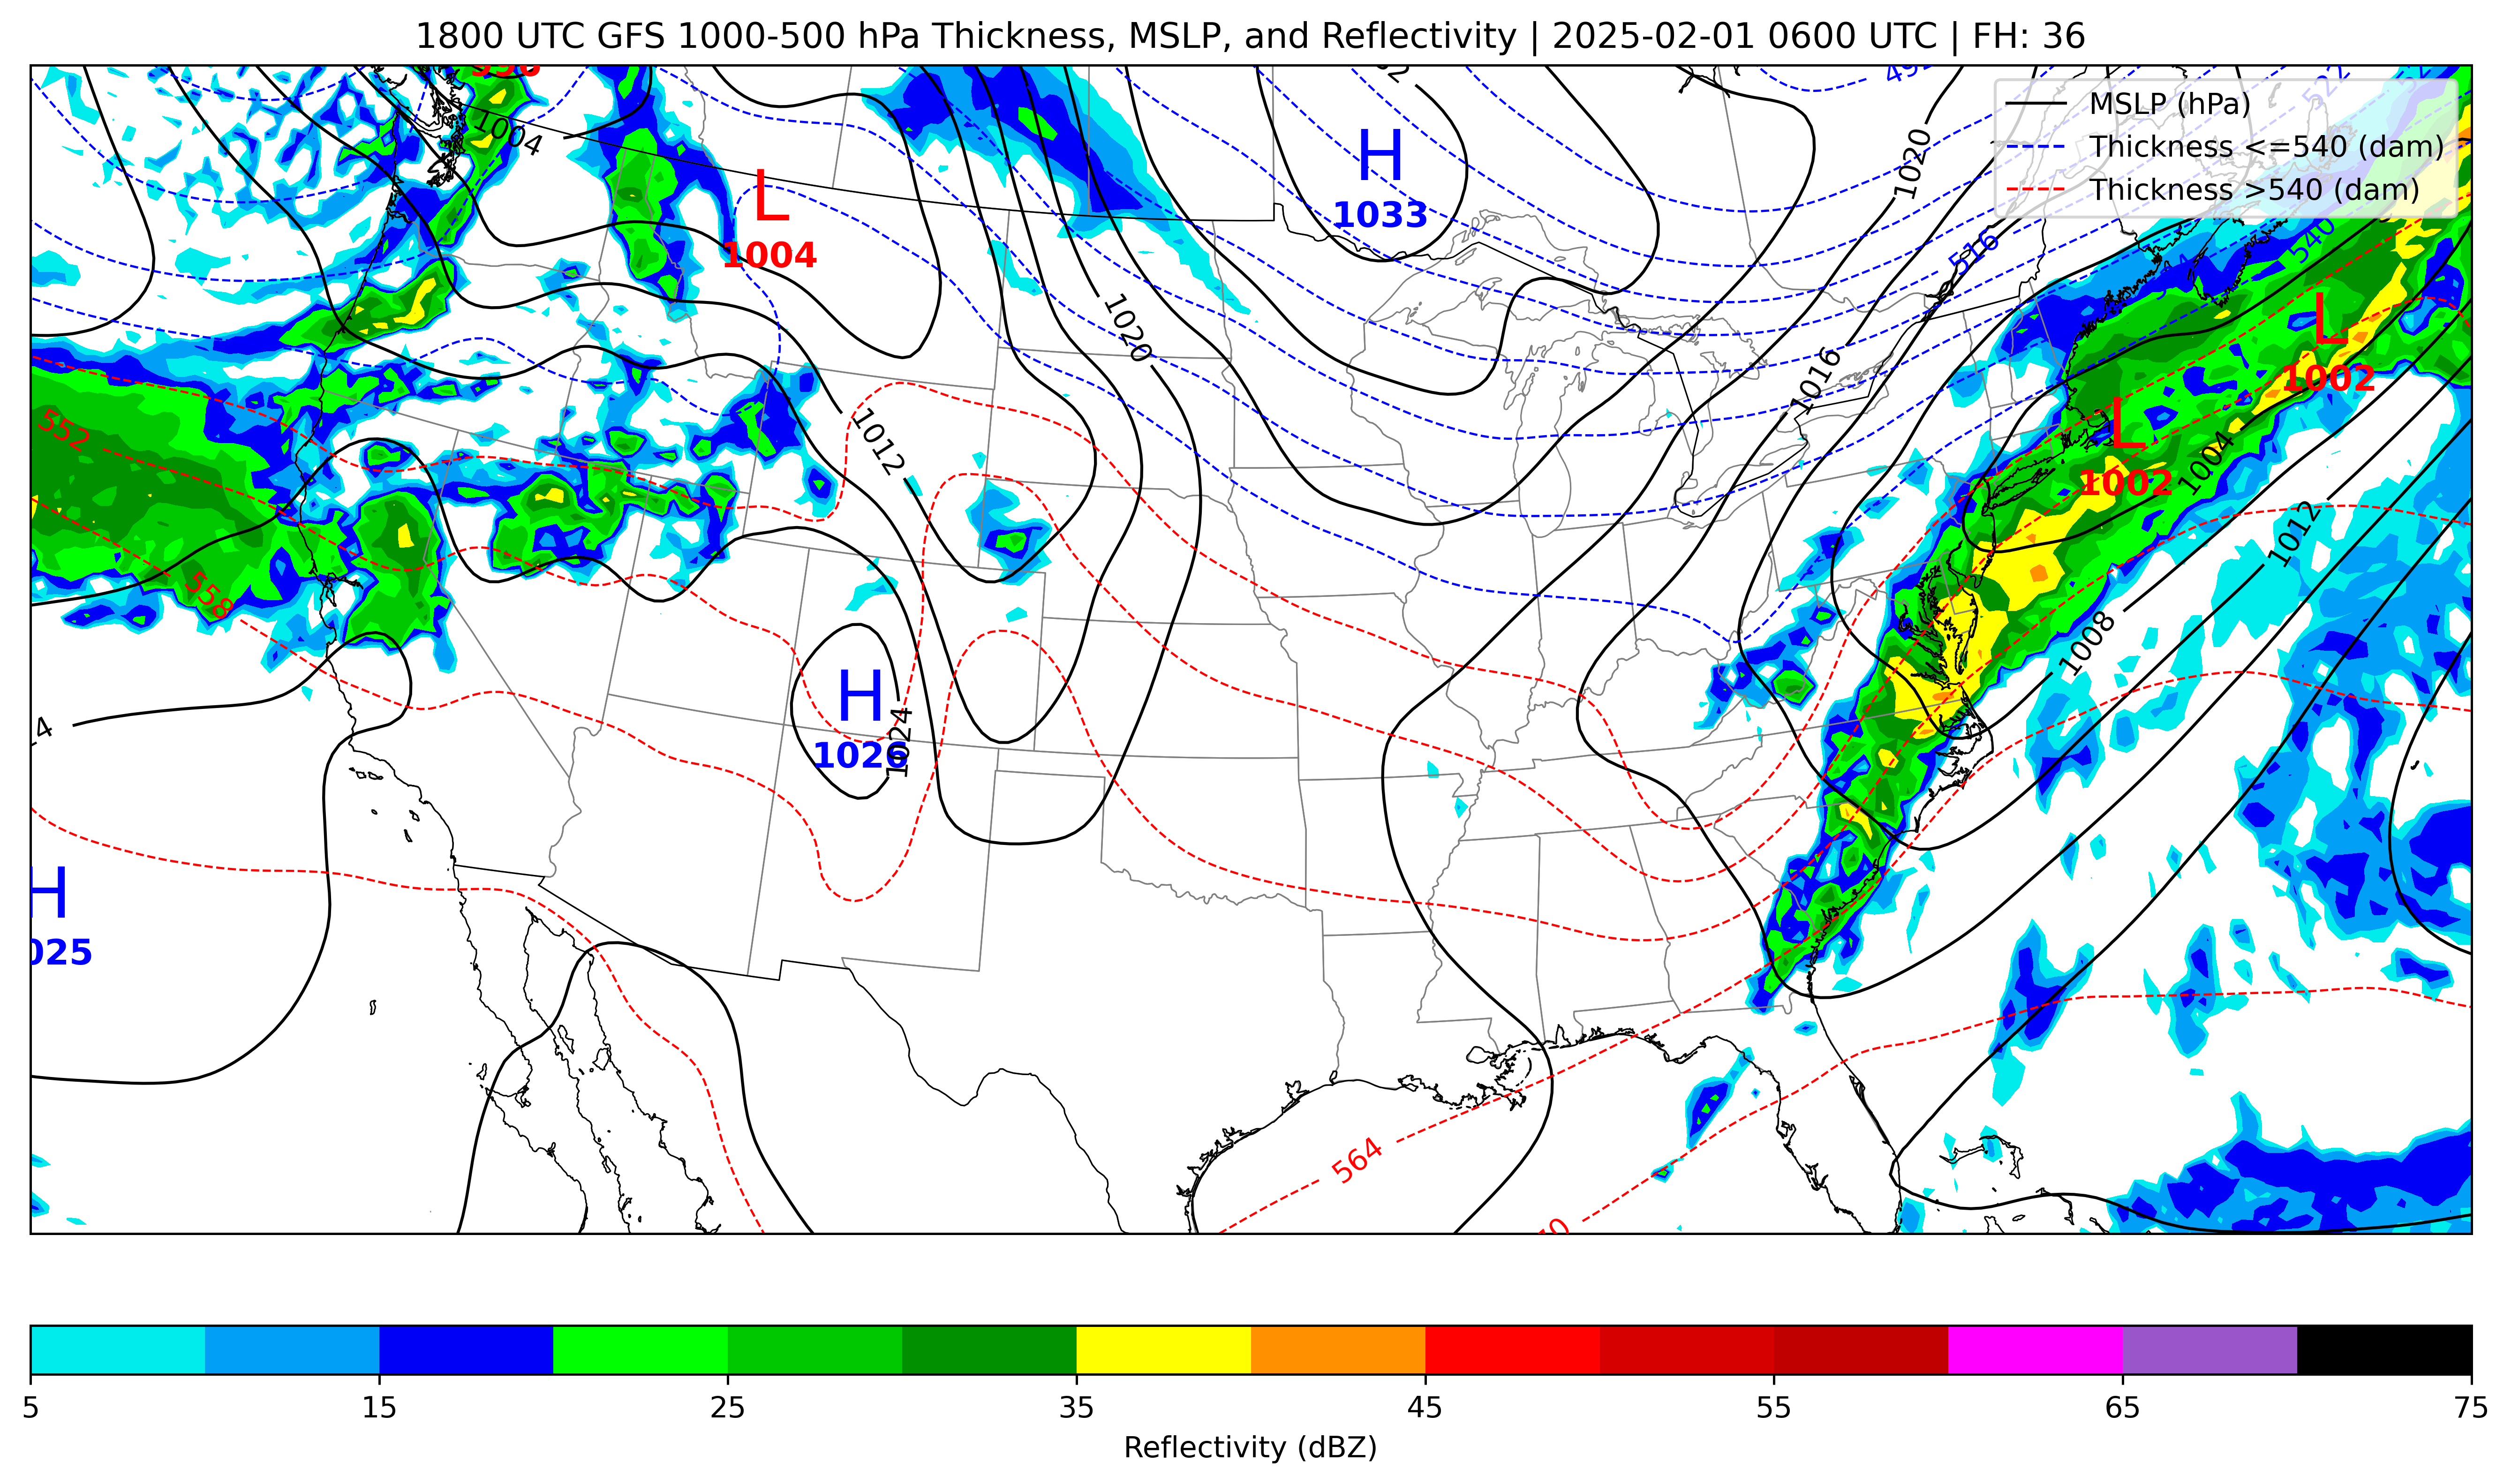 1800 UTC GFS 1000-500 hPa Thickness, MSLP, and Reflectivity | 2025-02-01 0600 UTC | FH: 36
MSLP (hPa)
Thickness <=540 (dam)
Thickness >540 (dam)
1004
L
1004
H
1033
1020
516
540
522
L
1002
1020
1016
552
1012
L
1002
1004
1012
558
1008
H
1026
1024
H
025
564
5
15
25
35
45
55
65
75
Reflectivity (dBZ)